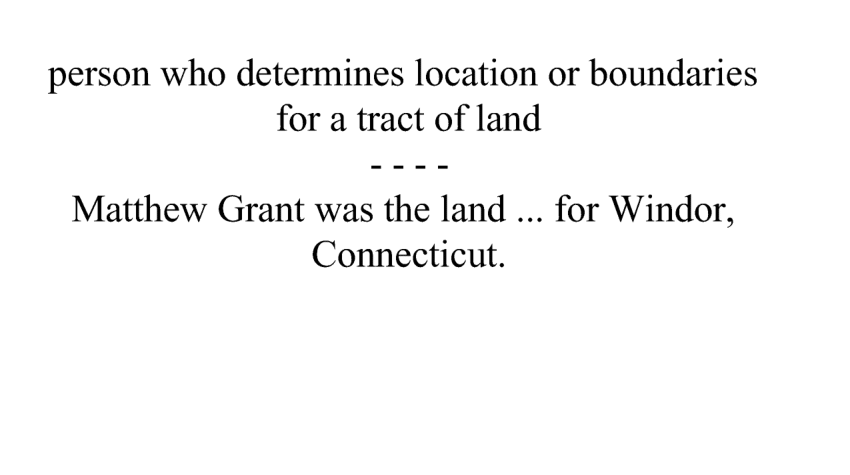 person who determines location or boundaries
for a tract of land
- - - -
Matthew Grant was the land ... for Windor,
Connecticut.